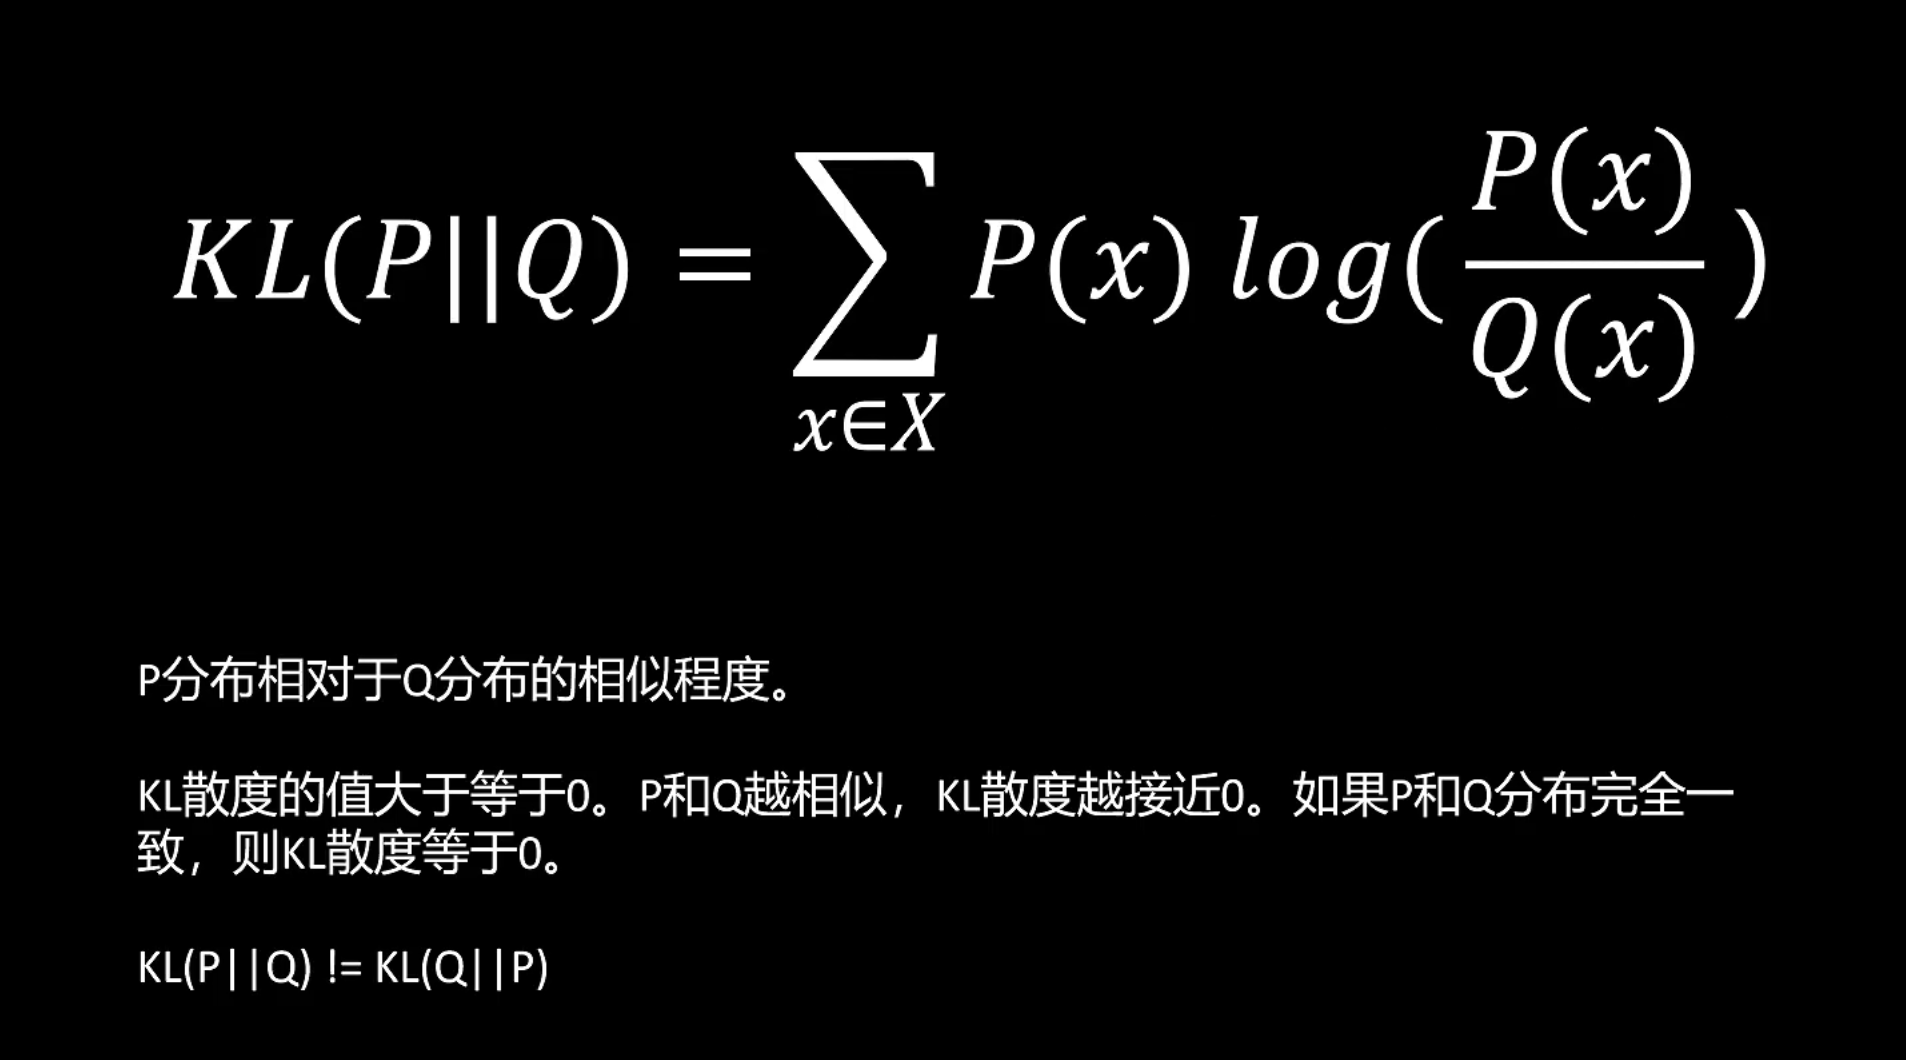 KL(P||Q) = ∑ P(x) log( P(x) / Q(x) )
x∈X
P分布相对于Q分布的相似程度。
KL散度的值大于等于0。P和Q越相似，KL散度越接近0。如果P和Q分布完全一
致，则KL散度等于0。
KL(P||Q) != KL(Q||P)